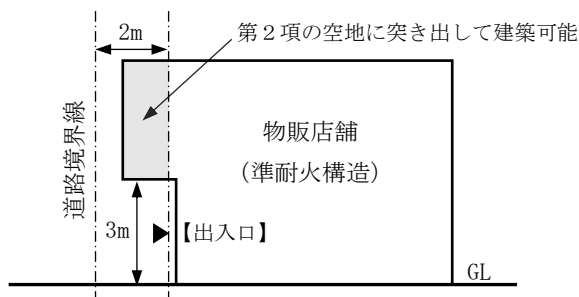 2m
第２項の空地に突き出して建築可能
道路境界線
物販店舗
（準耐火構造）
3m
【出入口】
GL